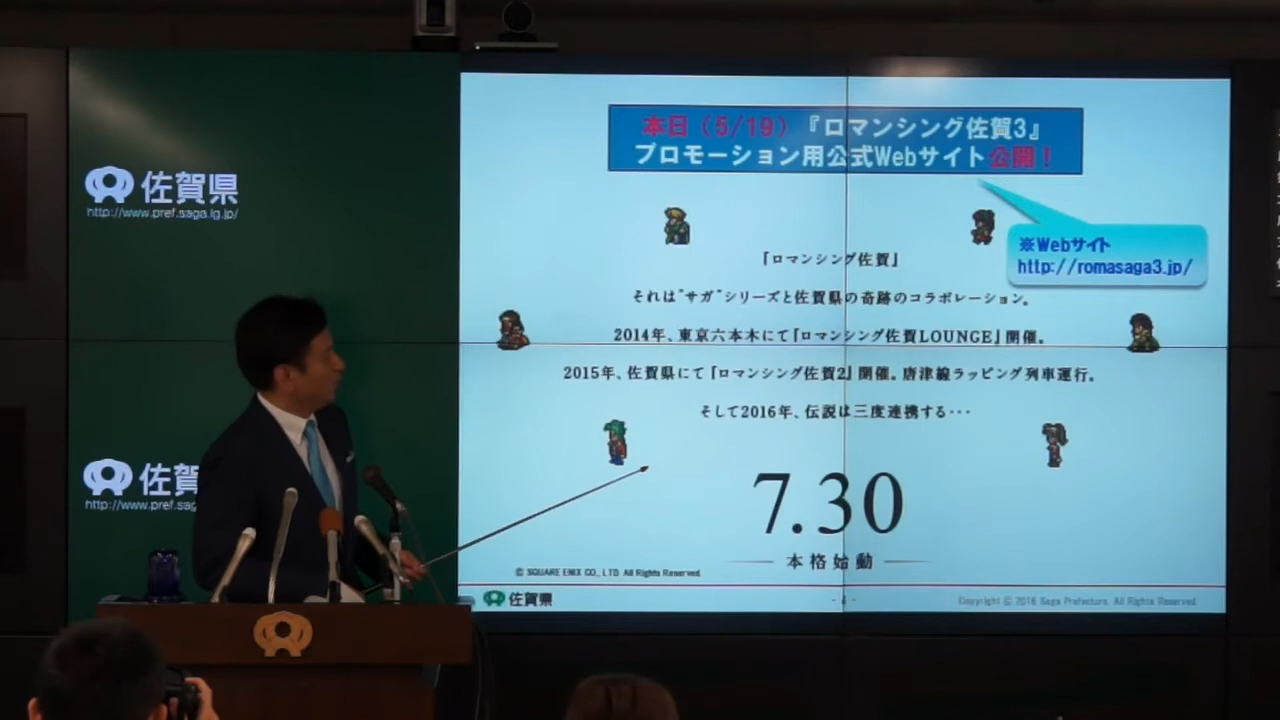 本日（5/19）『ロマンシング佐賀3』
プロモーション用公式Webサイト公開！
佐賀県
http://www.pref.saga.lg.jp/
※Webサイト
http://romasaga3.jp/
『ロマンシング佐賀』
それは"サガ"シリーズと佐賀県の奇跡のコラボレーション。
2014年、東京六本木にて『ロマンシング佐賀LOUNGE』開催。
2015年、佐賀県にて『ロマンシング佐賀2』開催。唐津線ラッピング列車運行。
そして2016年、伝説は三度連携する･･･
佐賀
http://www.pref.sa
7.30
本格始動
© SQUARE ENIX CO., LTD. All Rights Reserved.
佐賀県
Copyright © 2016 Saga Prefecture. All Rights Reserved.